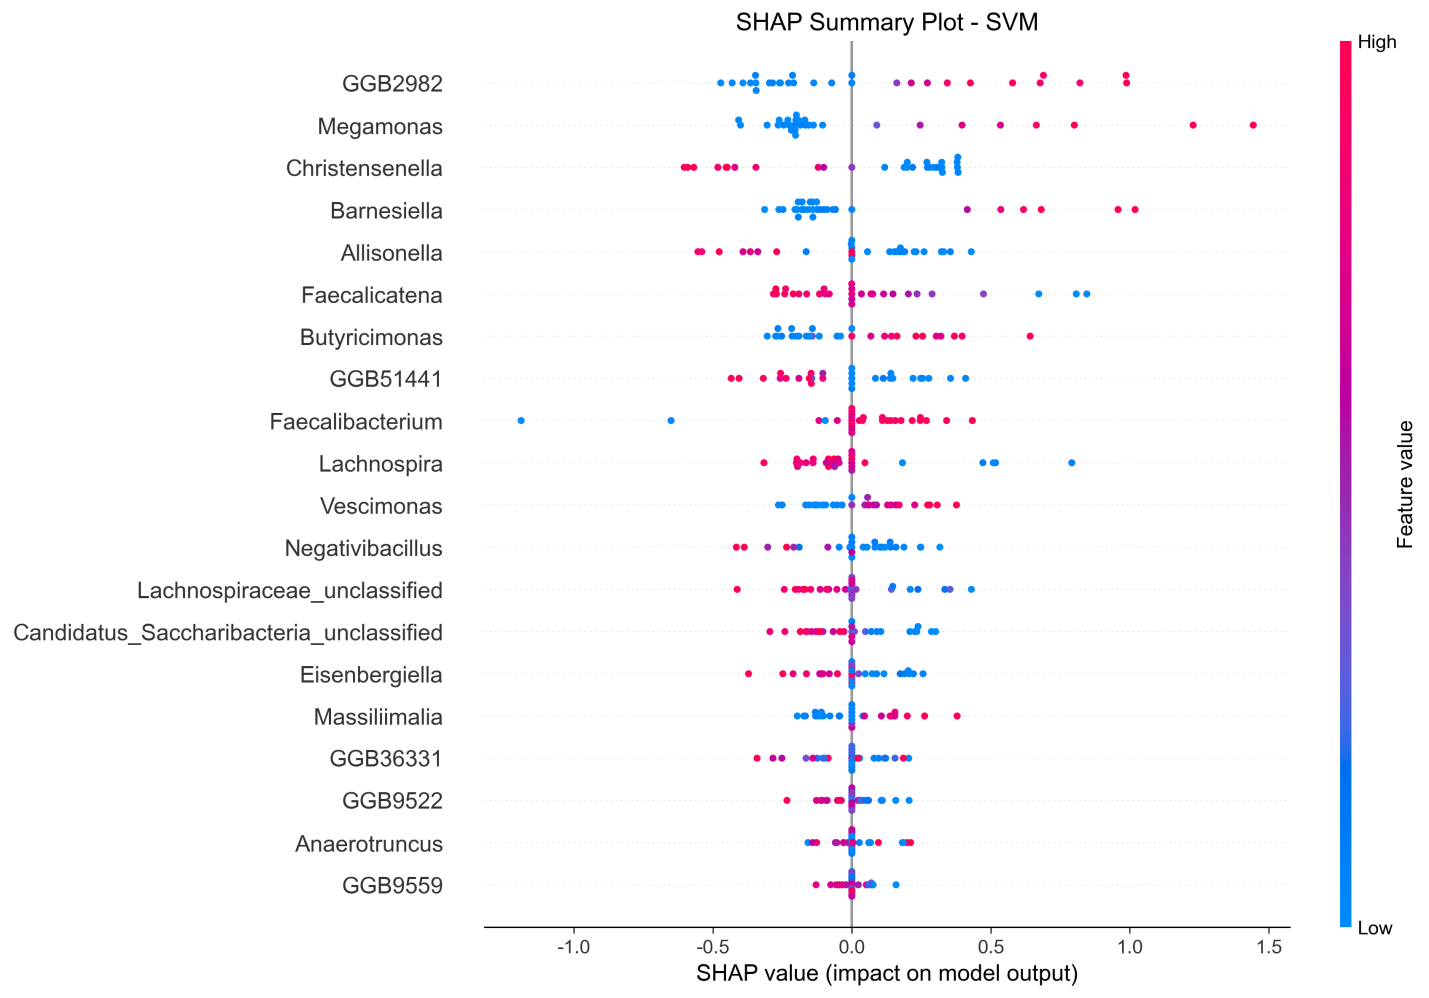 SHAP Summary Plot - SVM
High
GGB2982
Megamonas
Christensenella
Barnesiella
Allisonella
Faecalicatena
Butyricimonas
GGB51441
Faecalibacterium
Lachnospira
Vescimonas
Negativibacillus
Lachnospiraceae_unclassified
Candidatus_Saccharibacteria_unclassified
Eisenbergiella
Massiliimalia
GGB36331
GGB9522
Anaerotruncus
GGB9559
Feature value
Low
-1.0 -0.5 0.0 0.5 1.0 1.5
SHAP value (impact on model output)